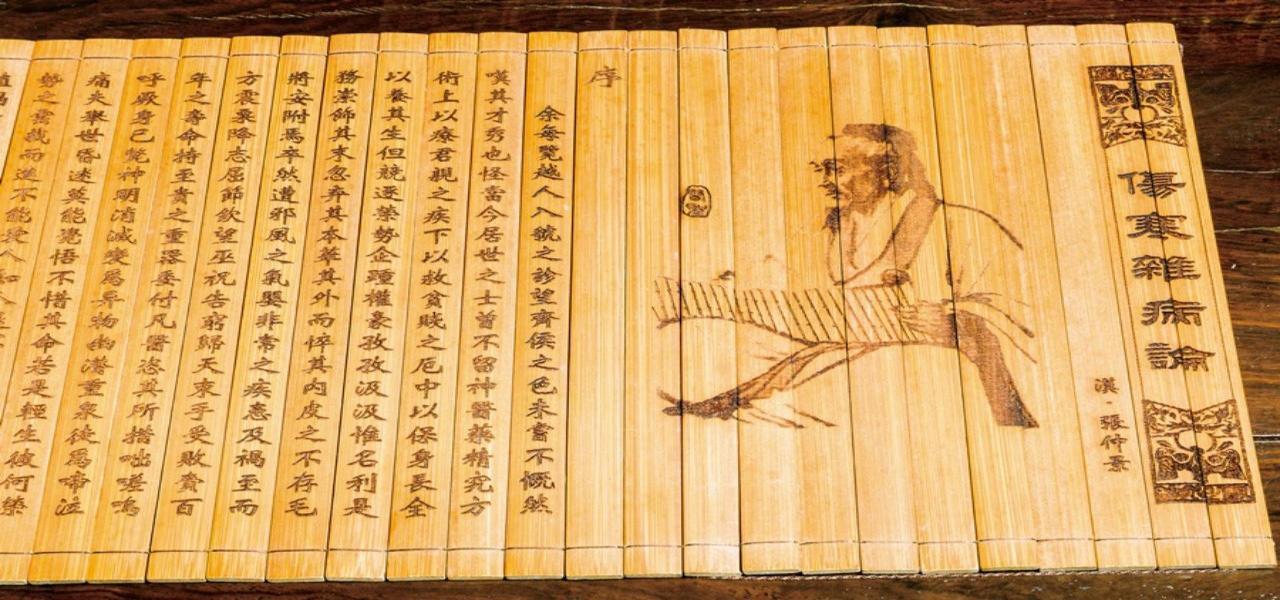 傷寒雜病論
漢·張仲景
序
余每覽越人入虢之診望齊侯之色未嘗不慨然
嘆其才秀也怪當今居世之士曾不留神醫藥精究方
術上以療君親之疾下以救貧賤之厄中以保身長全
以養其生但競逐榮勢企踵權豪孜孜汲汲惟名利是
務崇飾其末忽弃其本華其外而悴其内皮之不存毛
將安附焉卒然遭邪風之氣嬰非常之疾患及禍至而
方震栗降志屈節欽望巫祝告窮歸天束手受敗賫百
年之壽命持至貴之重器委付凡醫恣其所措咄嗟嗚
呼厥身已斃神明消滅變爲异物幽潜重泉徒爲啼泣
痛夫舉世昏迷莫能覺悟不惜其命若是輕生彼何榮
勢之雲哉而進不能愛人知人